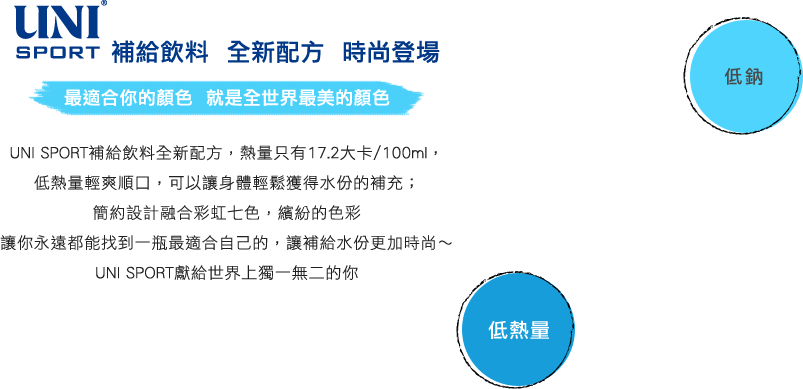 UNI®
SPORT 補給飲料 全新配方 時尚登場
低鈉
最適合你的顏色 就是全世界最美的顏色
UNI SPORT補給飲料全新配方，熱量只有17.2大卡/100ml，
低熱量輕爽順口，可以讓身體輕鬆獲得水份的補充；
簡約設計融合彩虹七色，繽紛的色彩
讓你永遠都能找到一瓶最適合自己的，讓補給水份更加時尚～
UNI SPORT獻給世界上獨一無二的你
低熱量